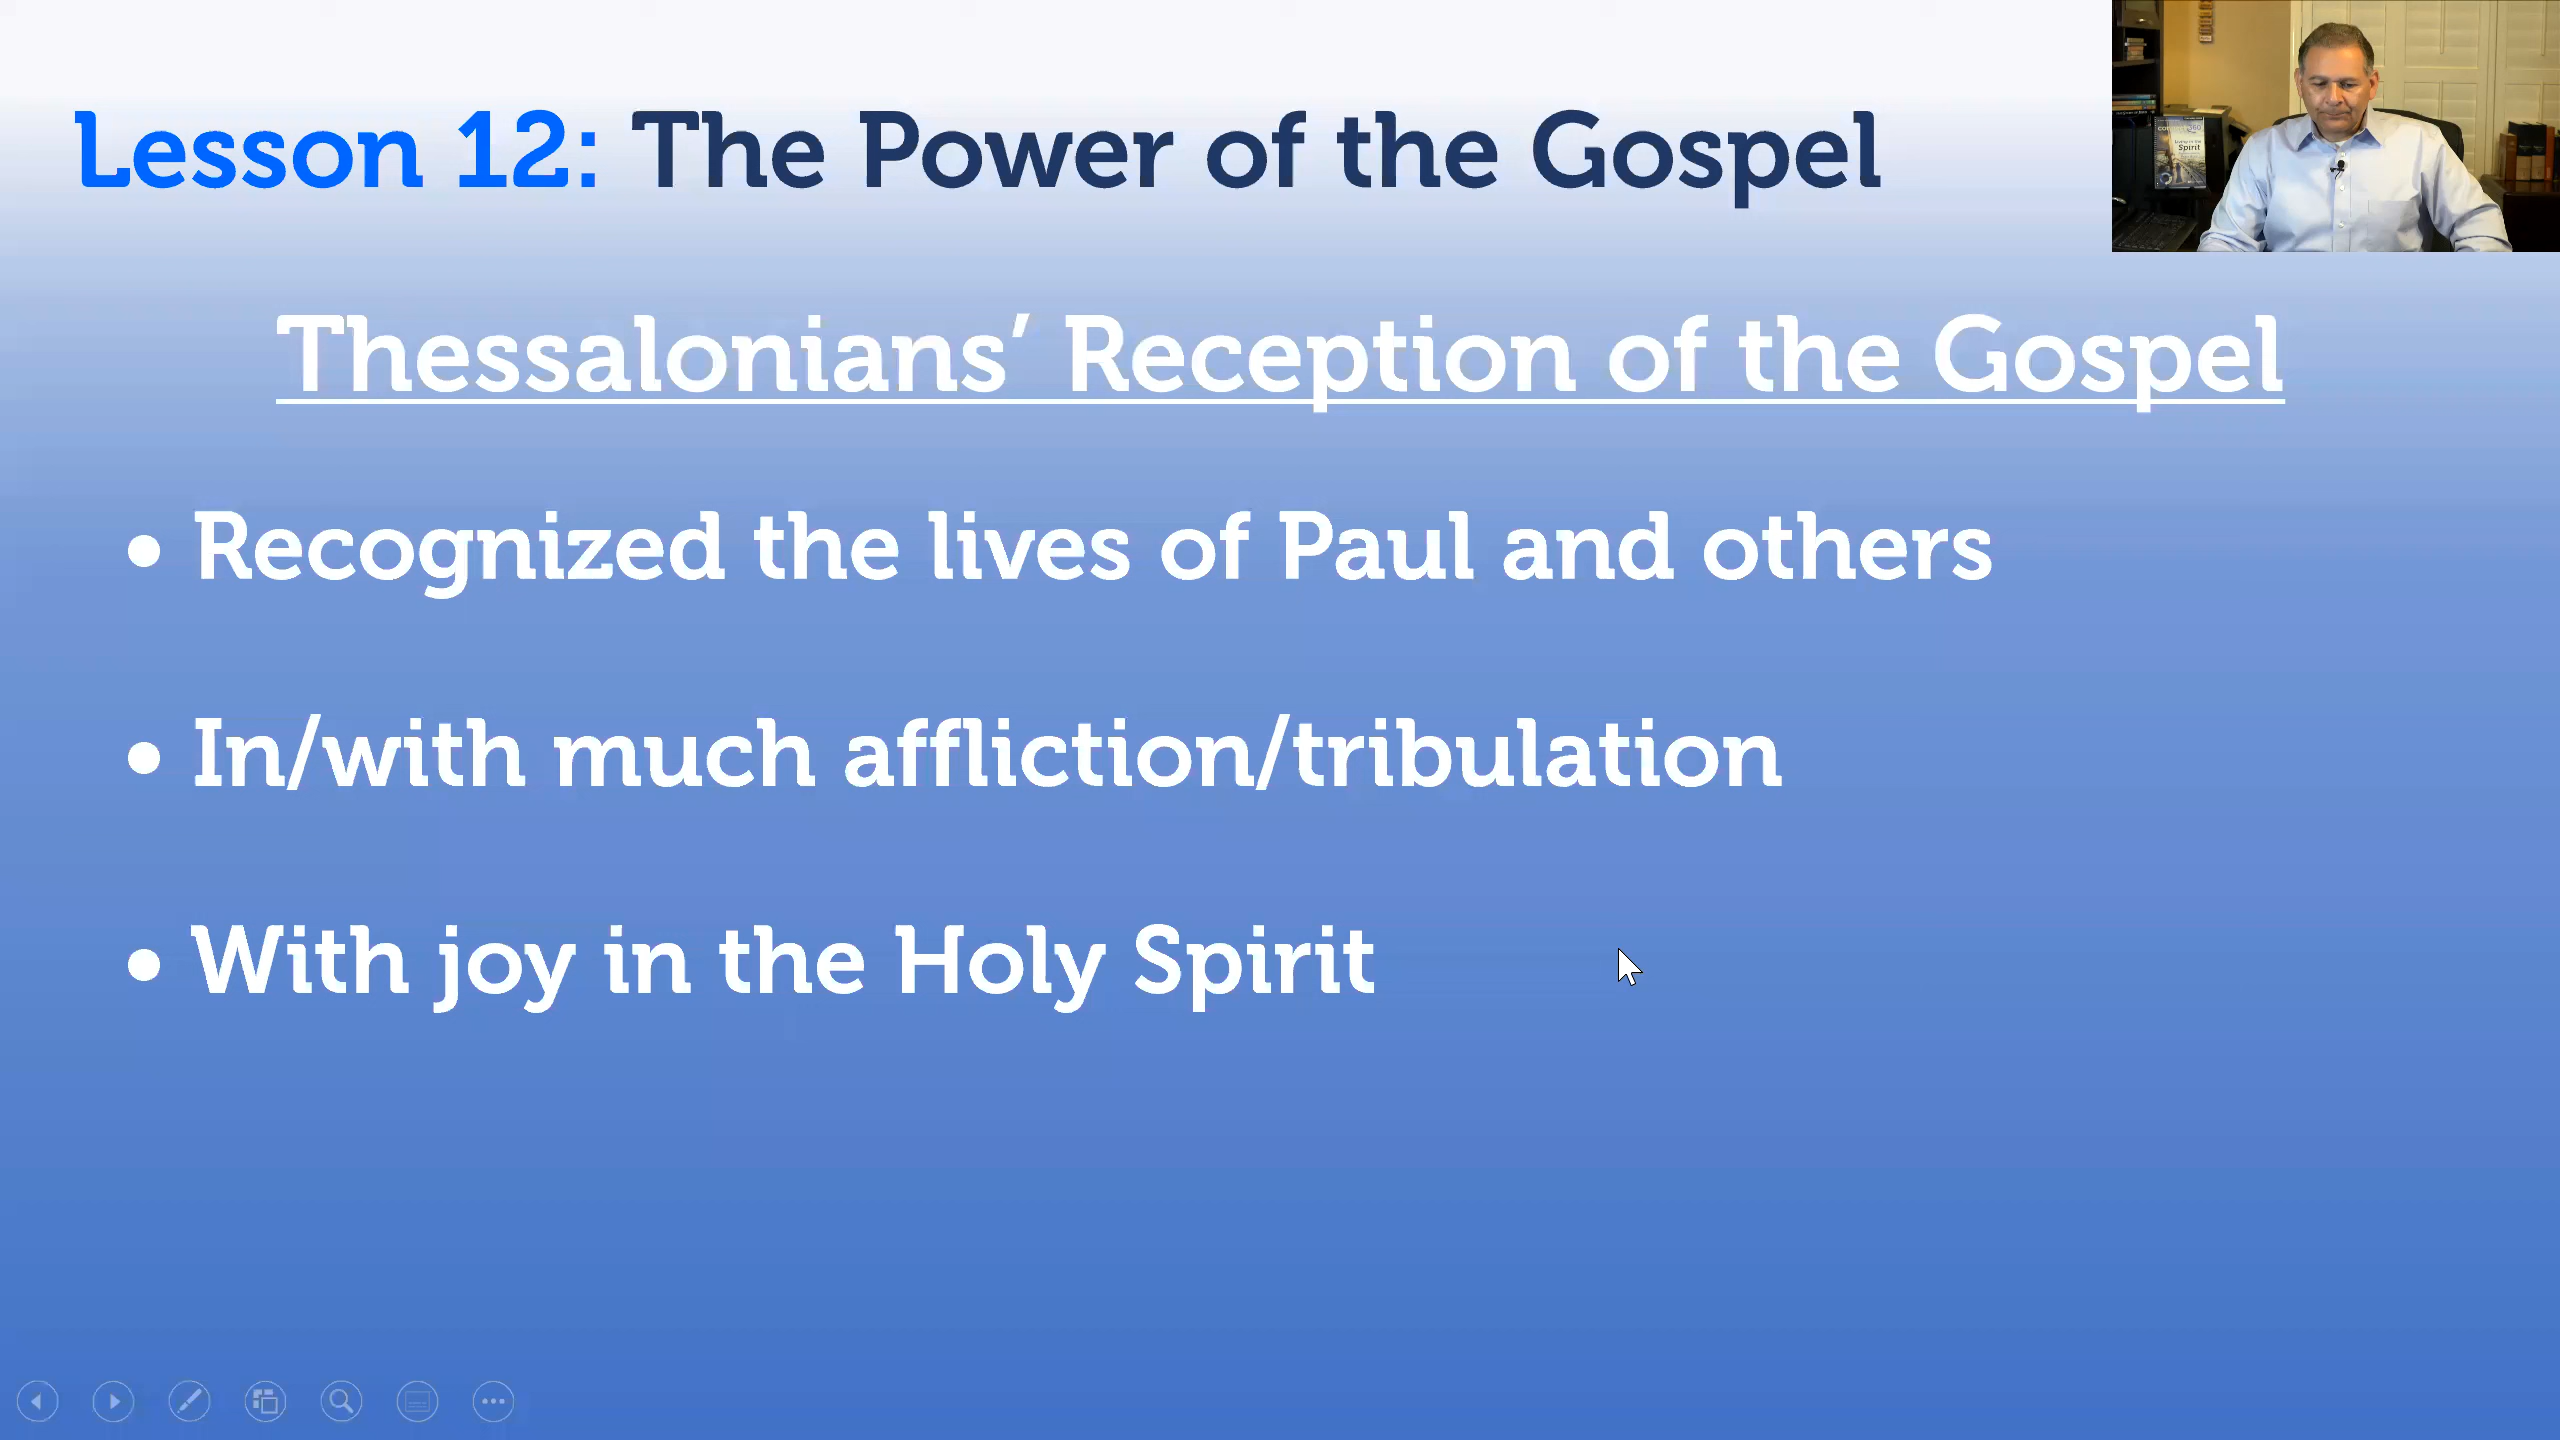 Lesson 12: The Power of the Gospel
Thessalonians’ Reception of the Gospel
• Recognized the lives of Paul and others
• In/with much affliction/tribulation
• With joy in the Holy Spirit
Spirit